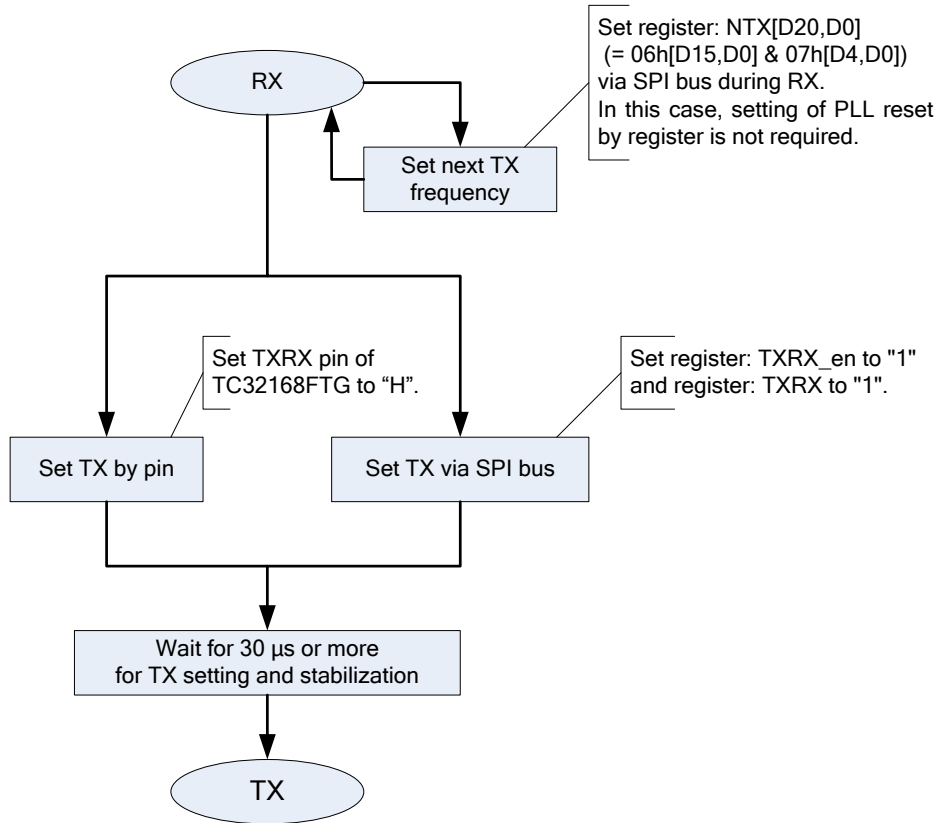 Set register: NTX[D20,D0]
(= 06h[D15,D0] & 07h[D4,D0])
via SPI bus during RX.
In this case, setting of PLL reset
by register is not required.
RX
Set next TX
frequency
Set TXRX pin of
TC32168FTG to “H”.
Set register: TXRX_en to "1"
and register: TXRX to "1".
Set TX by pin
Set TX via SPI bus
Wait for 30 µs or more
for TX setting and stabilization
TX